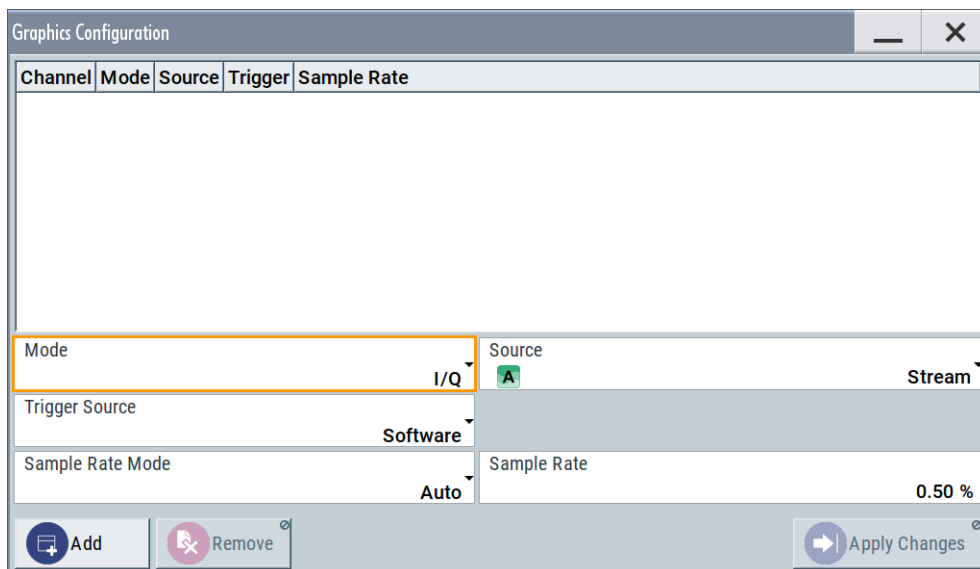 Graphics Configuration
Channel Mode Source Trigger Sample Rate
Mode
I/Q
Source
A Stream
Trigger Source
Software
Sample Rate Mode
Auto
Sample Rate
0.50 %
Add
Remove
Apply Changes